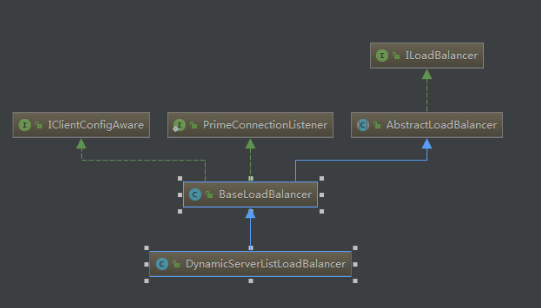 ILoadBalancer
IClientConfigAware
PrimeConnectionListener
AbstractLoadBalancer
BaseLoadBalancer
DynamicServerListLoadBalancer